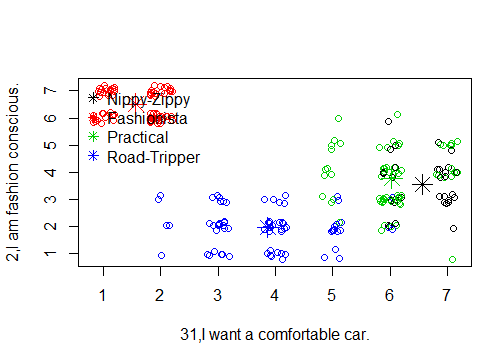 Nippy-Zippy
Fashionista
Practical
Road-Tripper
7
6
5
4
3
2
1
2,I am fashion conscious.
1 2 3 4 5 6 7
31,I want a comfortable car.